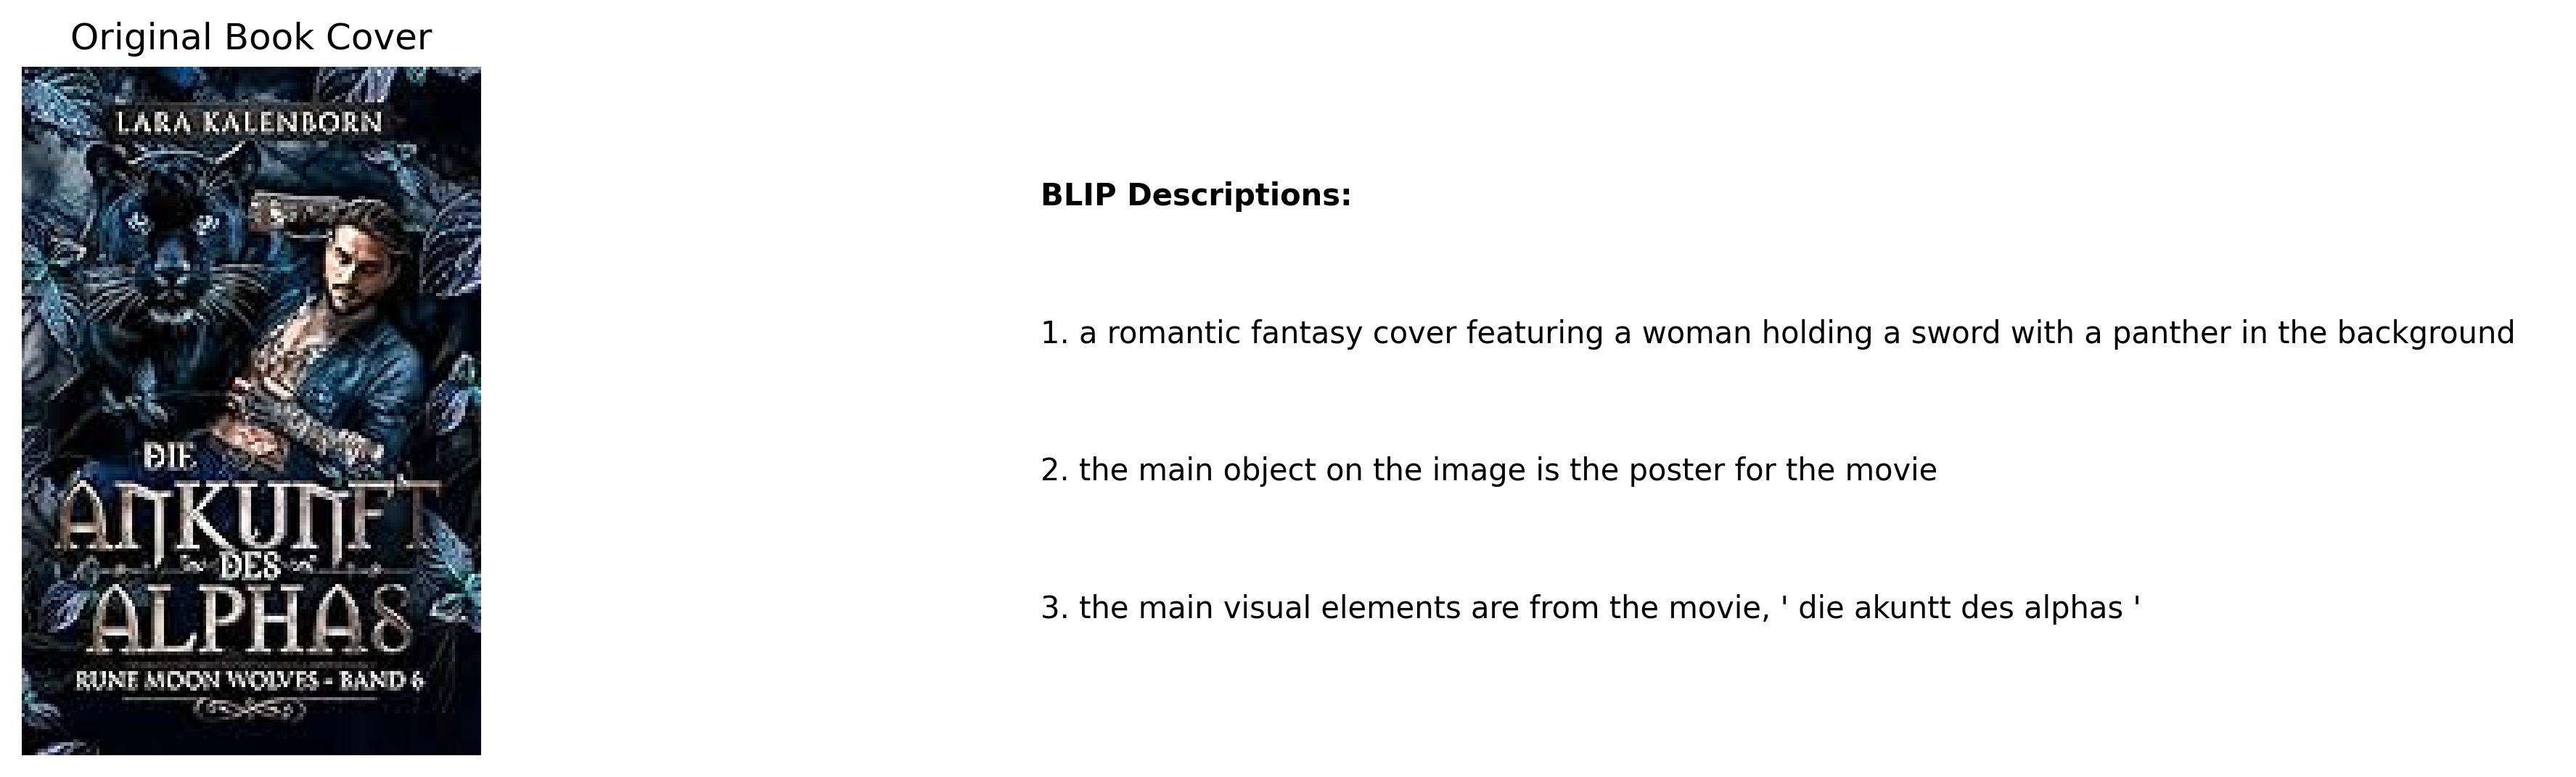 Original Book Cover
LARA KALENBORN
DIE
ANKUNFT
DES
ALPHAS
RUNE MOON WOLVES - BAND 6
BLIP Descriptions:
1. a romantic fantasy cover featuring a woman holding a sword with a panther in the background
2. the main object on the image is the poster for the movie
3. the main visual elements are from the movie, ' die akuntt des alphas '